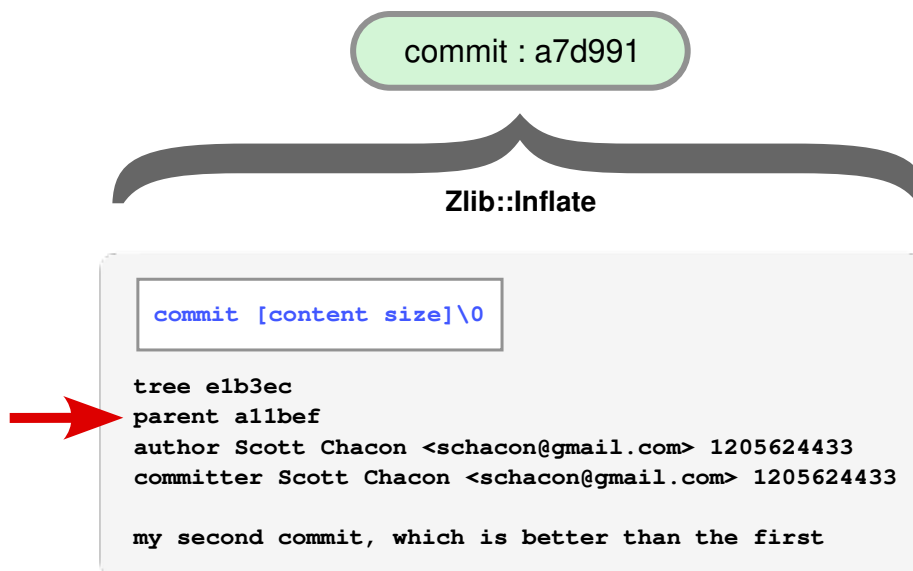 commit : a7d991
Zlib::Inflate
commit [content size]\0
tree e1b3ec
parent a11bef
author Scott Chacon <schacon@gmail.com> 1205624433
committer Scott Chacon <schacon@gmail.com> 1205624433
my second commit, which is better than the first